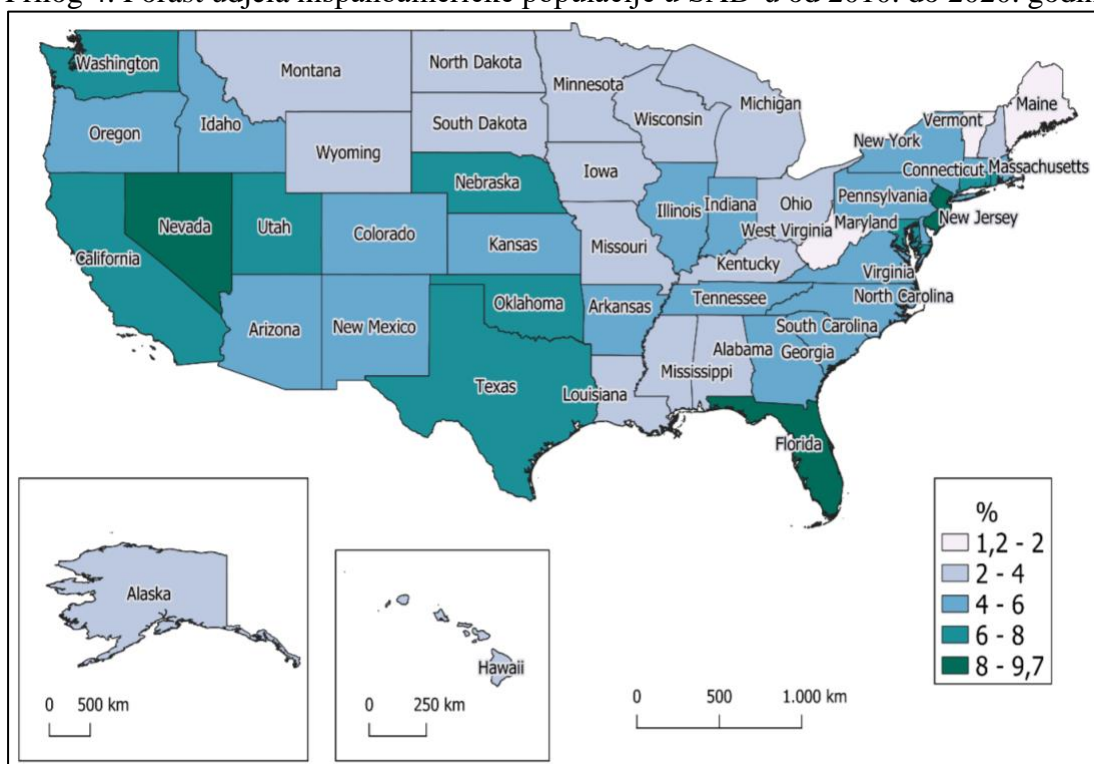 Prilog 4. Porast udjela hispanoameričke populacije u SAD-u od 2010. do 2020.
Washington
Montana
North Dakota
Minnesota
Michigan
Maine
Vermont
Oregon
Idaho
South Dakota
Wisconsin
New York
Wyoming
Iowa
Connecticut
Massachusetts
Nebraska
Pennsylvania
Nevada
Utah
Colorado
Kansas
Illinois
Indiana
Ohio
West Virginia
Maryland
New Jersey
California
Missouri
Kentucky
Virginia
Arizona
New Mexico
Oklahoma
Arkansas
Tennessee
North Carolina
South Carolina
Texas
Louisiana
Mississippi
Alabama
Georgia
Florida
Alaska
0 500 km
Hawaii
0 250 km
0 500 1.000 km
%
1,2 - 2
2 - 4
4 - 6
6 - 8
8 - 9,7